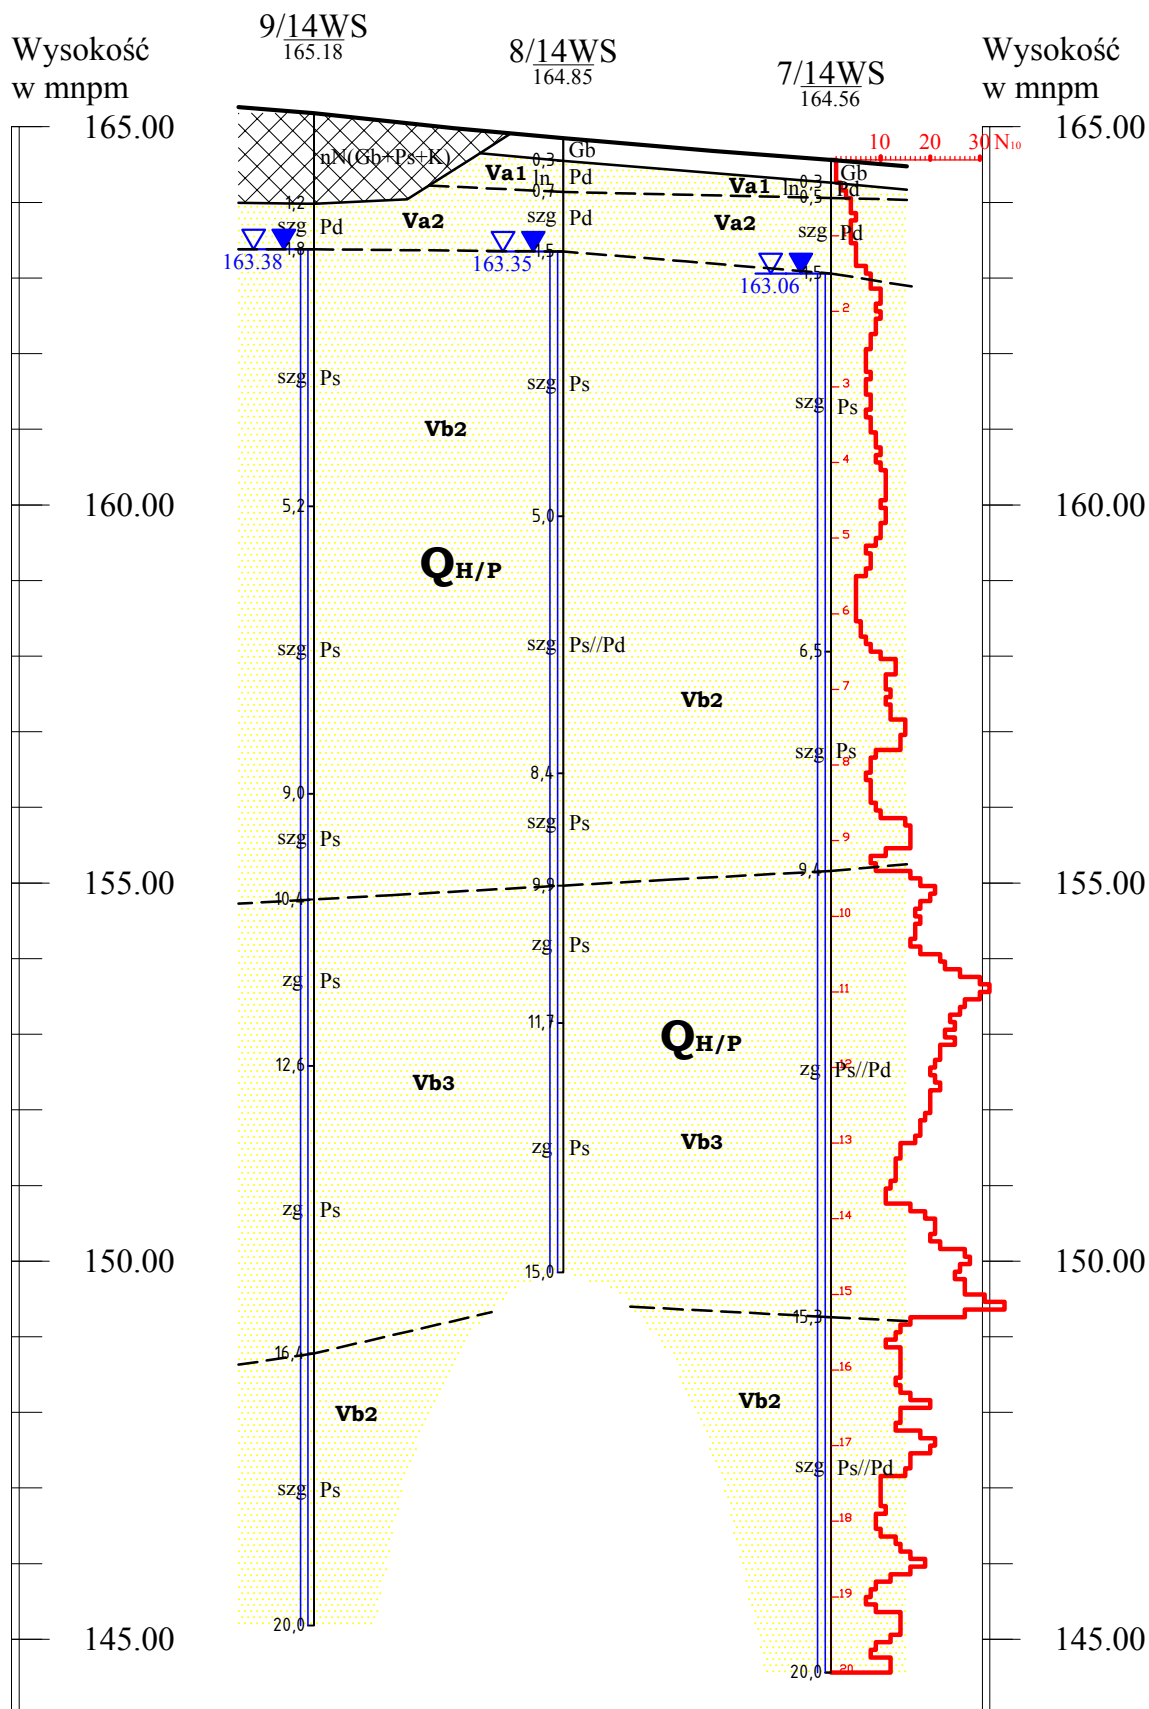 9/14WS
165.18
8/14WS
164.85
7/14WS
164.56
Wysokość
w mnpm
Wysokość
w mnpm
165.00
165.00
10 20 30 N10
nN(Gb+Ps+K)
0,3 Gb
Va1 ln Pd
0,7
0,3 Gb
Va1 ln Pd
0,5
1,2
szg Pd
Va2
szg Pd
Va2
szg Pd
1,8
163.38
1,5
163.35
1,5
163.06
2
szg Ps
szg Ps
3
szg Ps
Vb2
4
160.00
5,2
5,0
160.00
5
QH/P
6
szg Ps
szg Ps//Pd
6,5
7
Vb2
szg Ps
8
8,4
9,0
szg Ps
szg Ps
9
9,4
155.00
9,9
155.00
10,4
10
zg Ps
zg Ps
11
11,7
QH/P
12,6
12
zg Ps//Pd
Vb3
Vb3
13
zg Ps
zg Ps
14
150.00
15,0
150.00
15
15,3
16,4
16
Vb2
Vb2
17
szg Ps//Pd
szg Ps
18
19
20,0
145.00
145.00
20,0
20